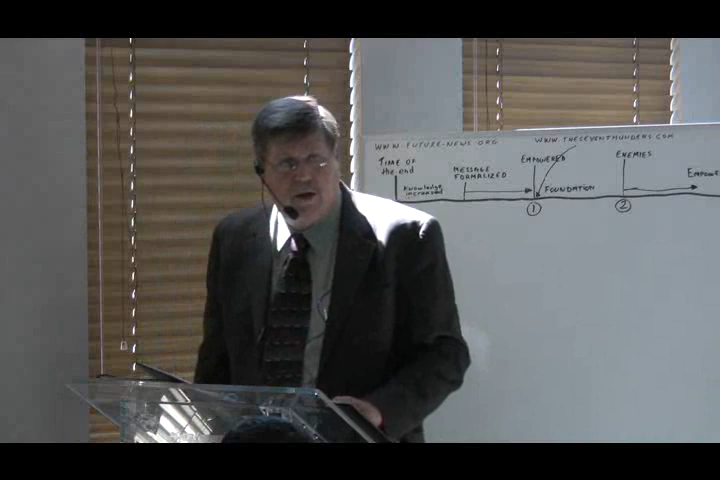 WWW.FUTURE-NEWS.ORG WWW.THESEVENTHUNDERS.COM
TIME OF the end
Knowledge increased
MESSAGE FORMALIZED
EMPOWERED
FOUNDATION
ENEMIES
EMPOWE
1
2